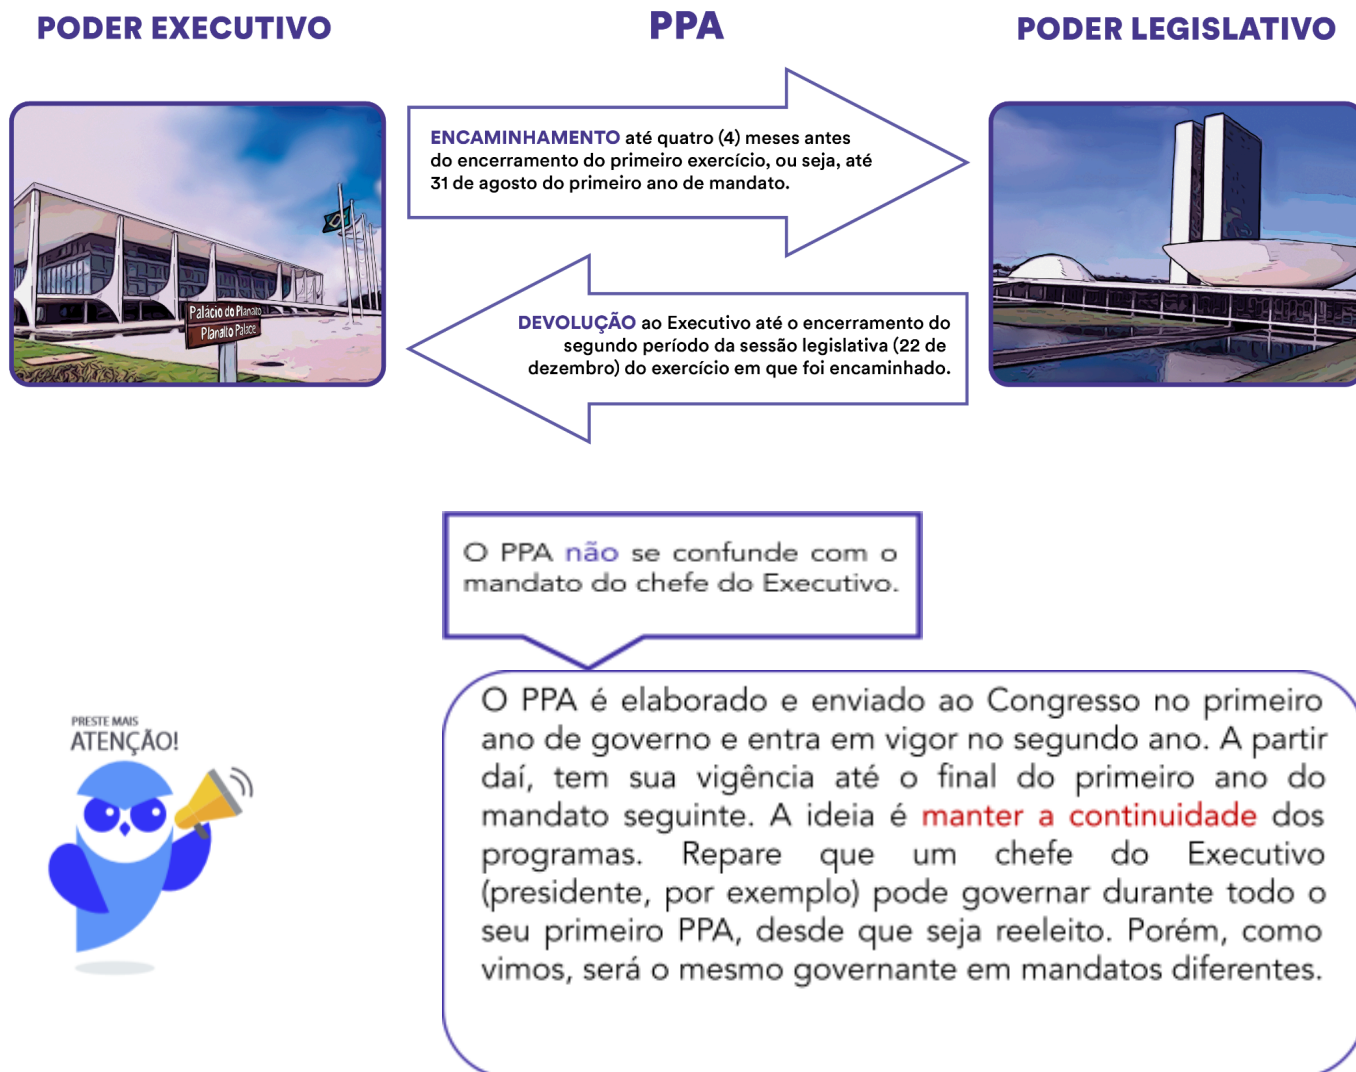 PODER EXECUTIVO
PPA
PODER LEGISLATIVO
ENCAMINHAMENTO até quatro (4) meses antes
do encerramento do primeiro exercício, ou seja, até
31 de agosto do primeiro ano de mandato.
Palácio do Planalto
Planalto Palace
DEVOLUÇÃO ao Executivo até o encerramento do
segundo período da sessão legislativa (22 de
dezembro) do exercício em que foi encaminhado.
O PPA não se confunde com o
mandato do chefe do Executivo.
PRESTE MAIS
ATENÇÃO!
O PPA é elaborado e enviado ao Congresso no primeiro
ano de governo e entra em vigor no segundo ano. A partir
daí, tem sua vigência até o final do primeiro ano do
mandato seguinte. A ideia é manter a continuidade dos
programas. Repare que um chefe do Executivo
(presidente, por exemplo) pode governar durante todo o
seu primeiro PPA, desde que seja reeleito. Porém, como
vimos, será o mesmo governante em mandatos diferentes.